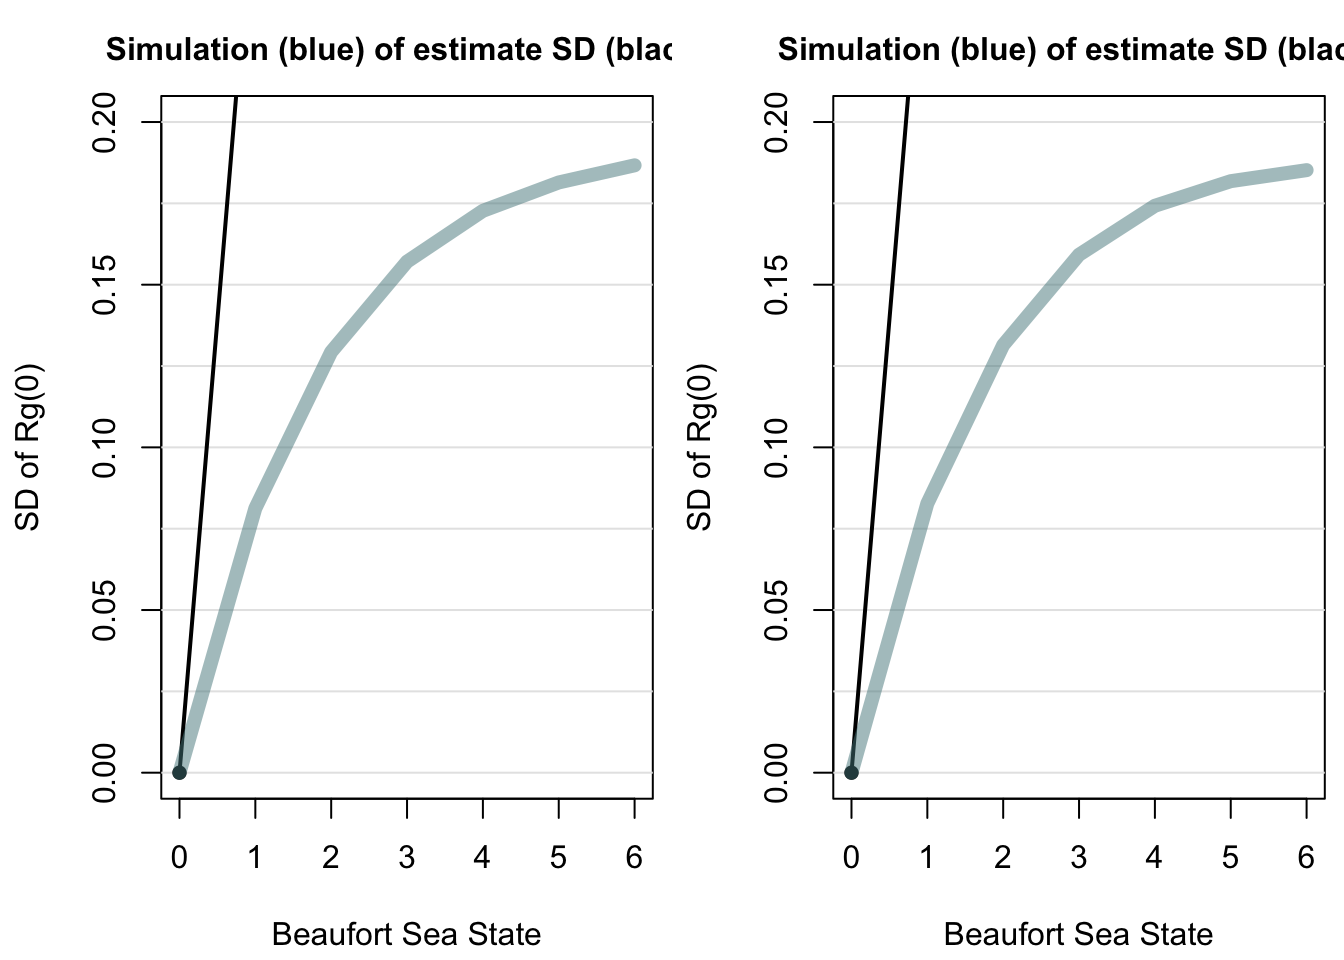 Simulation (blue) of estimate SD (blac
0.20
0.15
0.10
0.05
0.00
SD of Rg(0)
0 1 2 3 4 5 6
Beaufort Sea State
Simulation (blue) of estimate SD (blac
0.20
0.15
0.10
0.05
0.00
SD of Rg(0)
0 1 2 3 4 5 6
Beaufort Sea State